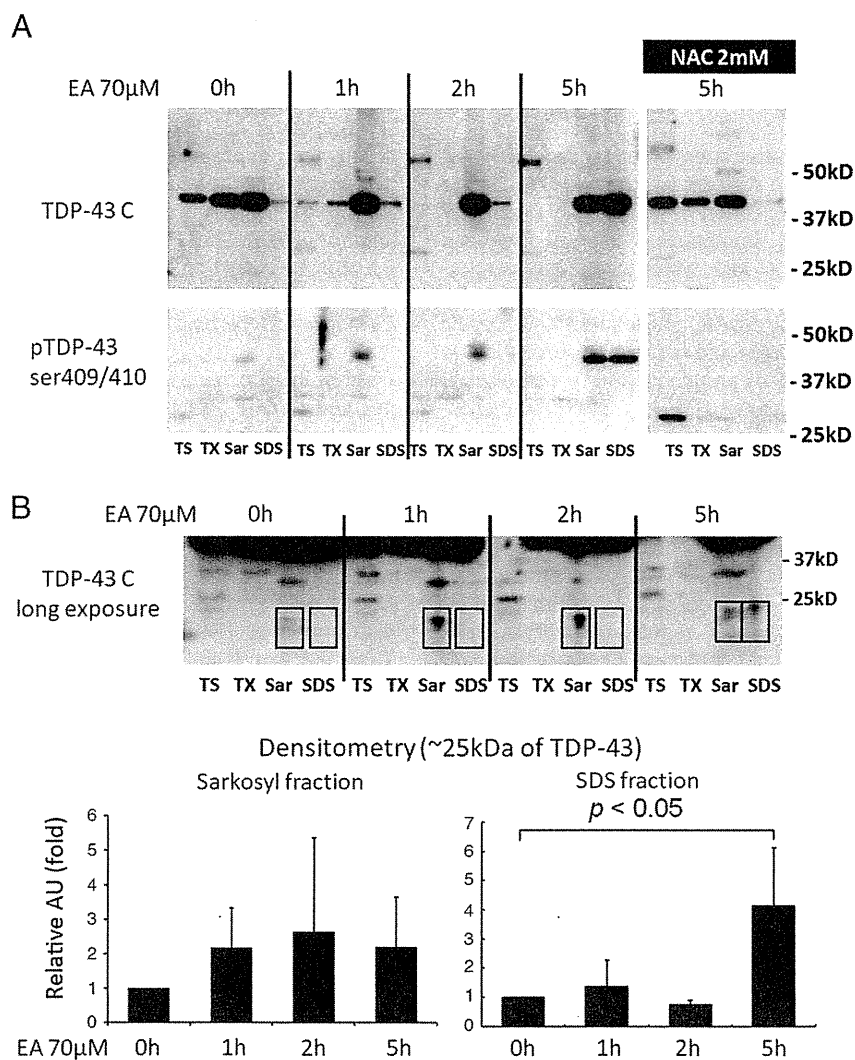 A
NAC 2mM
EA 70µM 0h 1h 2h 5h 5h
TDP-43 C
- 50kD
- 37kD
- 25kD
pTDP-43
ser409/410
- 50kD
- 37kD
- 25kD
TS TX Sar SDS TS TX Sar SDS TS TX Sar SDS TS TX Sar SDS TS TX Sar SDS
B
EA 70µM 0h 1h 2h 5h
TDP-43 C
long exposure
- 37kD
- 25kD
TS TX Sar SDS TS TX Sar SDS TS TX Sar SDS TS TX Sar SDS
Densitometry (~25kDa of TDP-43)
Sarkosyl fraction
SDS fraction
p < 0.05
Relative AU (fold)
6
5
4
3
2
1
0
7
6
5
4
3
2
1
0
EA 70µM 0h 1h 2h 5h 0h 1h 2h 5h